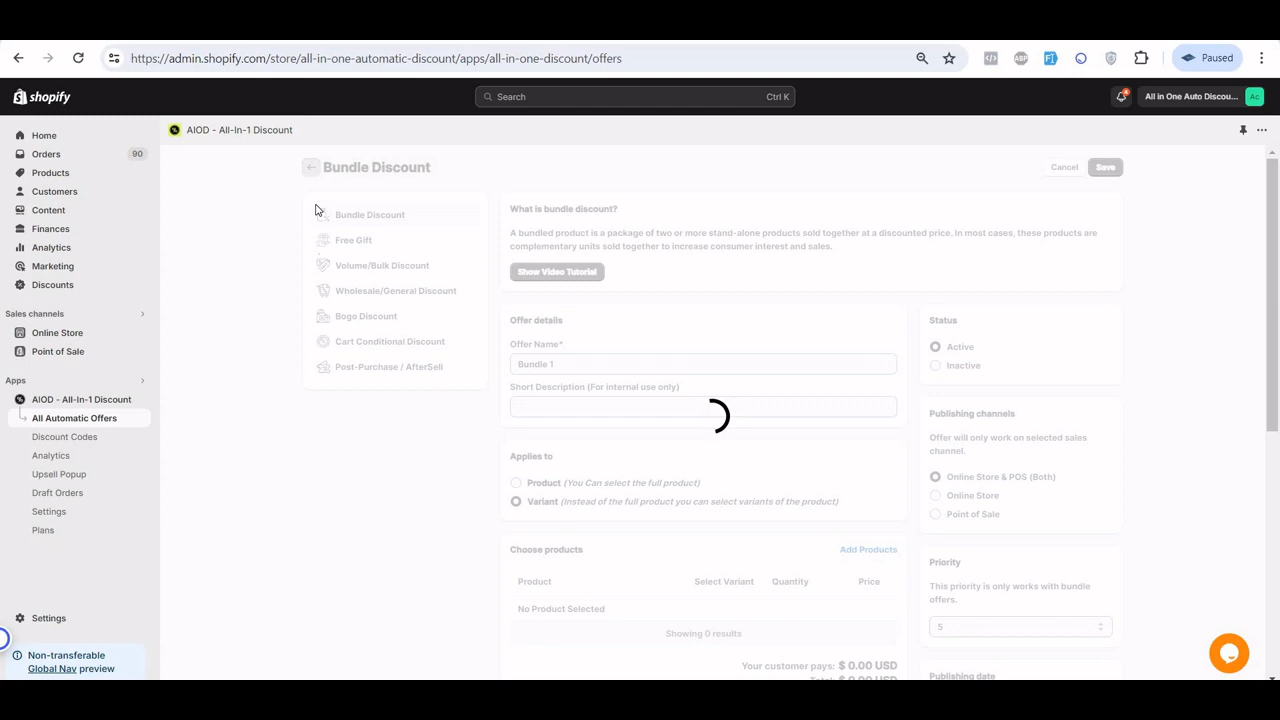 https://admin.shopify.com/store/all-in-one-automatic-discount/apps/all-in-one-discount/offers
ABP
Paused
shopify
Search
Ctrl K
4
All in One Auto Discou...
Ac
Home
Orders
90
Products
Customers
Content
Finances
Analytics
Marketing
Discounts
Sales channels
Online Store
Point of Sale
Apps
AIOD - All-In-1 Discount
All Automatic Offers
Discount Codes
Analytics
Upsell Popup
Draft Orders
Settings
Plans
Settings
Non-transferable
Global Nav preview
AIOD - All-In-1 Discount
Bundle Discount
Cancel
Save
Bundle Discount
Free Gift
Volume/Bulk Discount
Wholesale/General Discount
Bogo Discount
Cart Conditional Discount
Post-Purchase / AfterSell
What is bundle discount?
A bundled product is a package of two or more stand-alone products sold together at a discounted price. In most cases, these products are
complementary units sold together to increase consumer interest and sales.
Show Video Tutorial
Offer details
Offer Name*
Bundle 1
Short Description (For internal use only)
Applies to
Product (You Can select the full product)
Variant (Instead of the full product you can select variants of the product)
Choose products
Add Products
Product
Select Variant
Quantity
Price
No Product Selected
Showing 0 results
Your customer pays: $ 0.00 USD
Total: $ 0.00 USD
Status
Active
Inactive
Publishing channels
Offer will only work on selected sales
channel.
Online Store & POS (Both)
Online Store
Point of Sale
Priority
This priority is only works with bundle
offers.
5
Publishing date